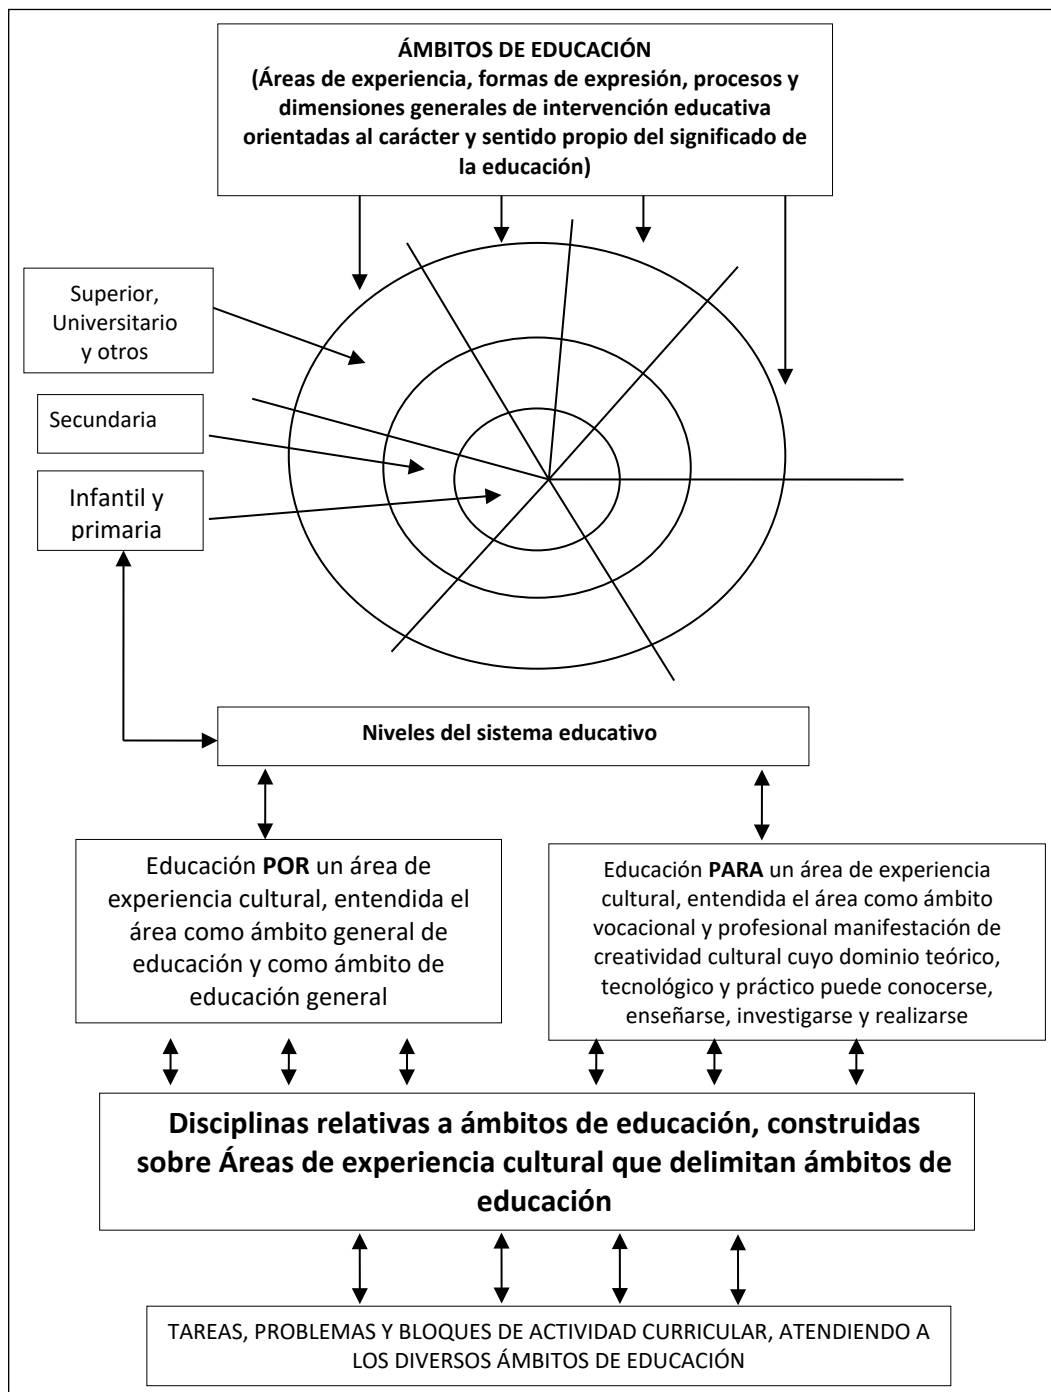 ÁMBITOS DE EDUCACIÓN
(Áreas de experiencia, formas de expresión, procesos y
dimensiones generales de intervención educativa
orientadas al carácter y sentido propio del significado de
la educación)
Superior,
Universitario
y otros
Secundaria
Infantil y
primaria
Niveles del sistema educativo
Educación POR un área de
experiencia cultural, entendida el
área como ámbito general de
educación y como ámbito de
educación general
Educación PARA un área de experiencia
cultural, entendida el área como ámbito
vocacional y profesional manifestación de
creatividad cultural cuyo dominio teórico,
tecnológico y práctico puede conocerse,
enseñarse, investigarse y realizarse
Disciplinas relativas a ámbitos de educación, construidas
sobre Áreas de experiencia cultural que delimitan ámbitos de
educación
TAREAS, PROBLEMAS Y BLOQUES DE ACTIVIDAD CURRICULAR, ATENDIENDO A
LOS DIVERSOS ÁMBITOS DE EDUCACIÓN